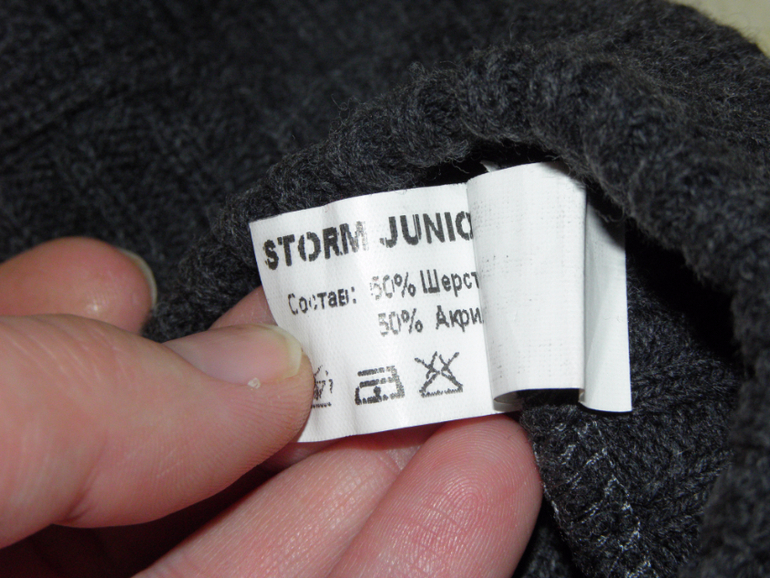 STORM JUNIO
Состав: 50% Шерст
50% Акри